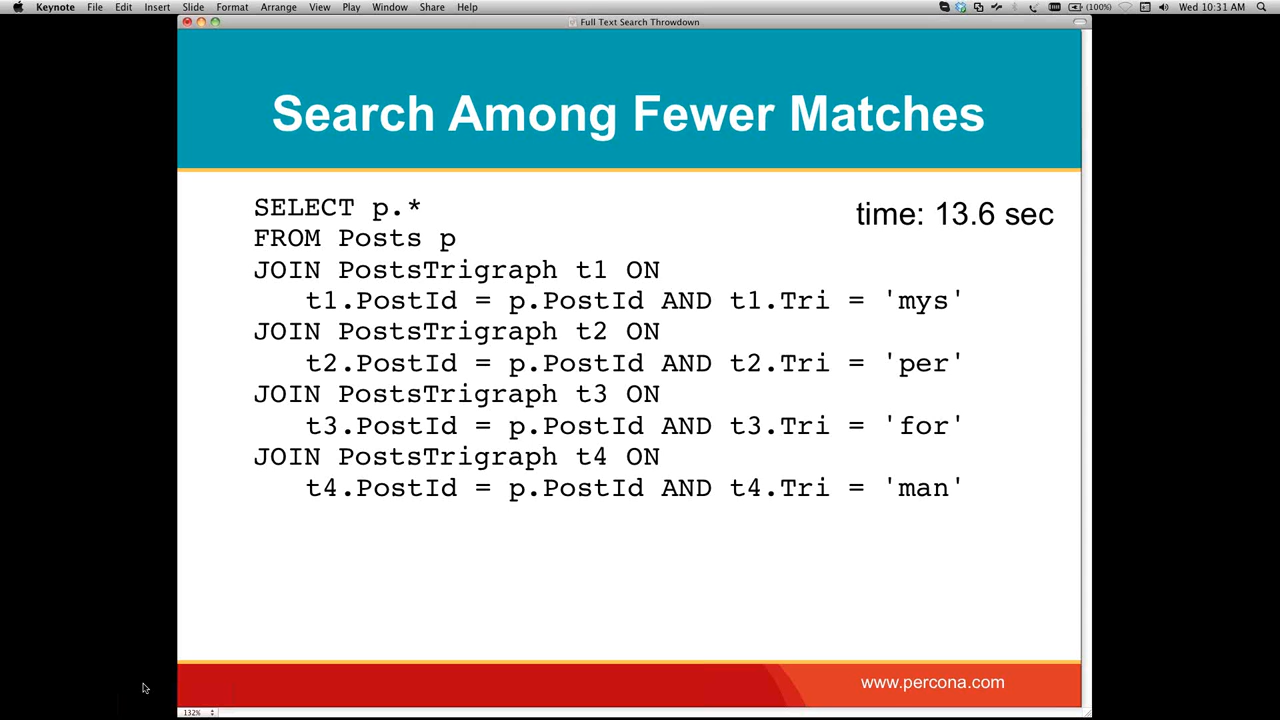 Keynote File Edit Insert Slide Format Arrange View Play Window Share Help (100%) Wed 10:31 AM
Full Text Search Throwdown
Search Among Fewer Matches
time: 13.6 sec
SELECT p.*
FROM Posts p
JOIN PostsTrigraph t1 ON
t1.PostId = p.PostId AND t1.Tri = 'mys'
JOIN PostsTrigraph t2 ON
t2.PostId = p.PostId AND t2.Tri = 'per'
JOIN PostsTrigraph t3 ON
t3.PostId = p.PostId AND t3.Tri = 'for'
JOIN PostsTrigraph t4 ON
t4.PostId = p.PostId AND t4.Tri = 'man'
www.percona.com
132%